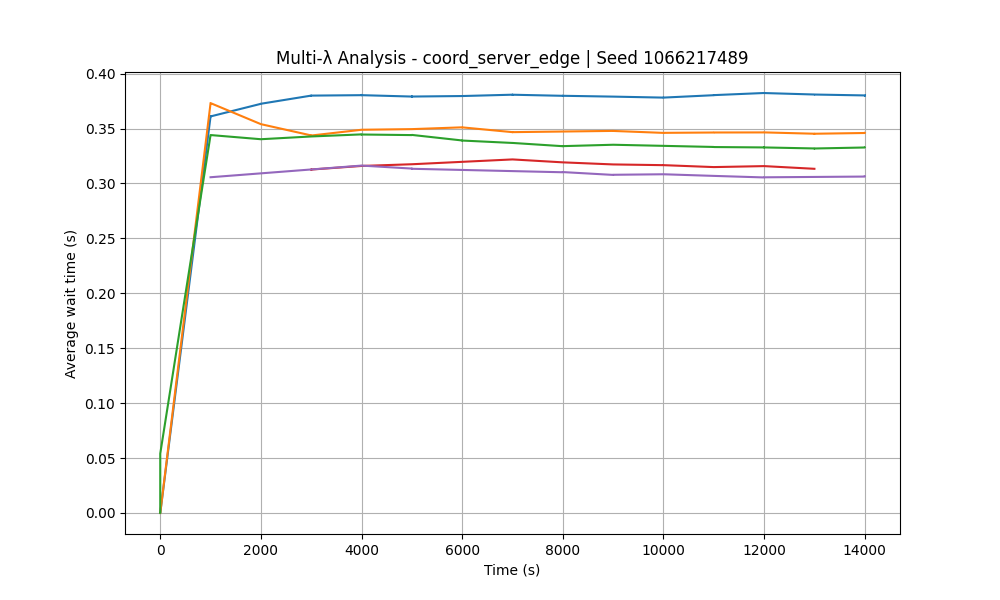 Multi-λ Analysis - coord_server_edge | Seed 1066217489
0.40
0.35
0.30
0.25
0.20
0.15
0.10
0.05
0.00
Average wait time (s)
0 2000 4000 6000 8000 10000 12000 14000
Time (s)